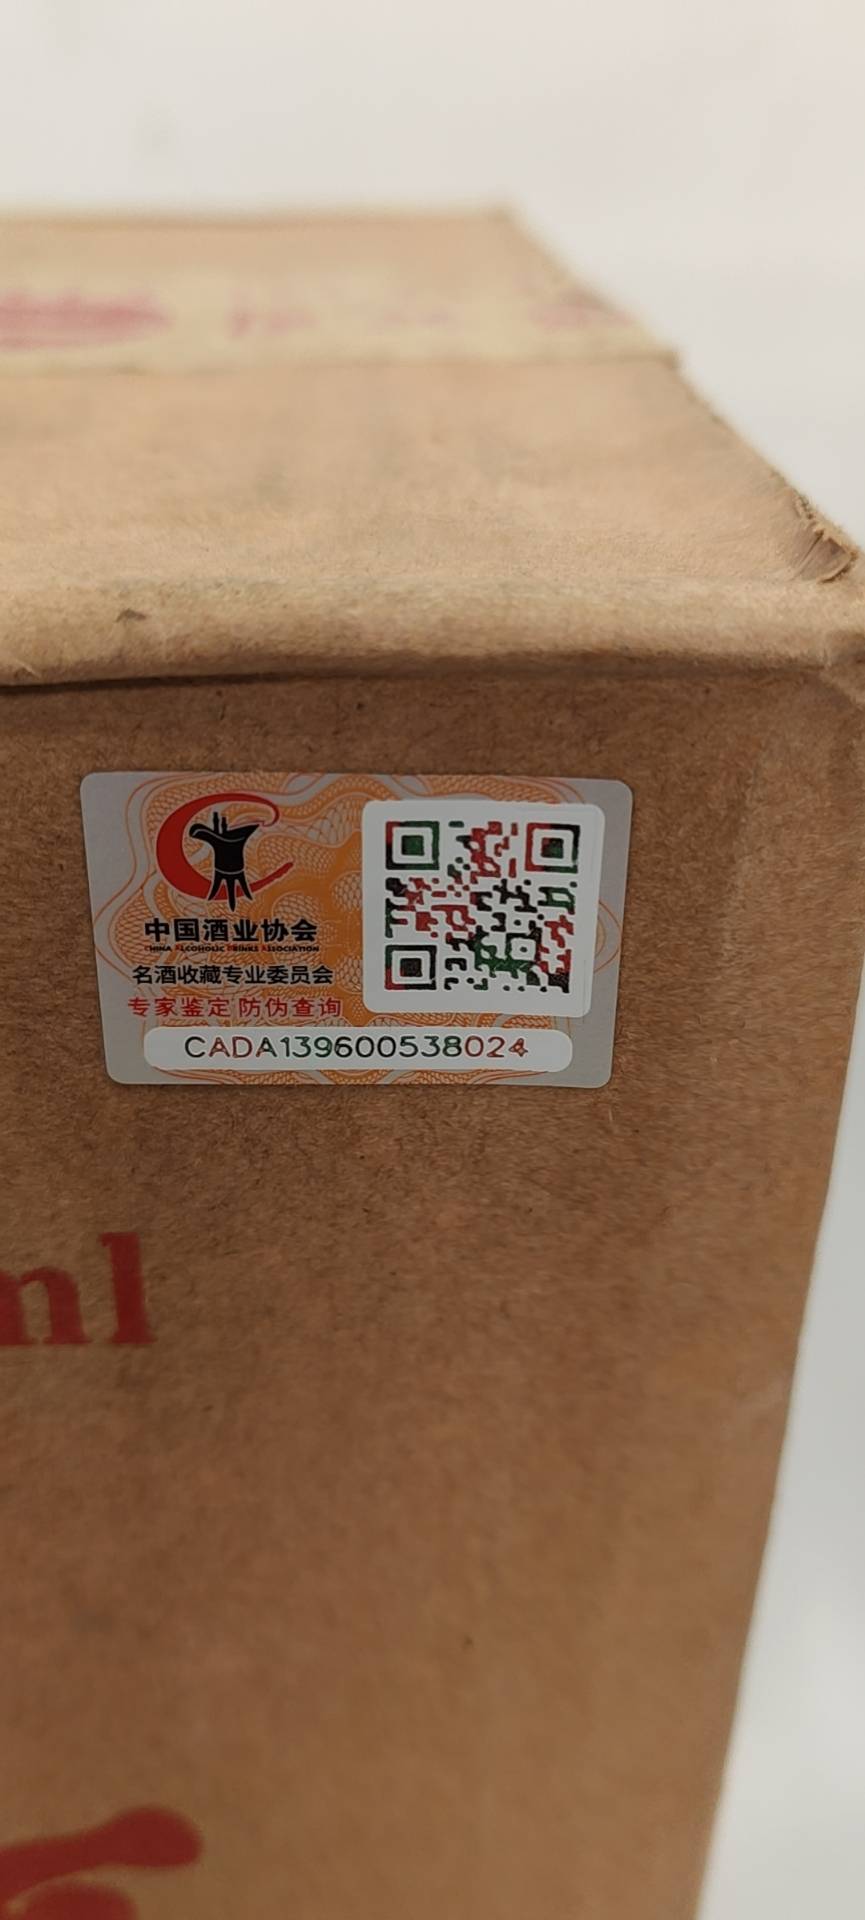 中国酒业协会
CHINA ALCOHOLIC DRINKS ASSOCIATION
名酒收藏专业委员会
专家鉴定 防伪查询
CADA139600538024
ml